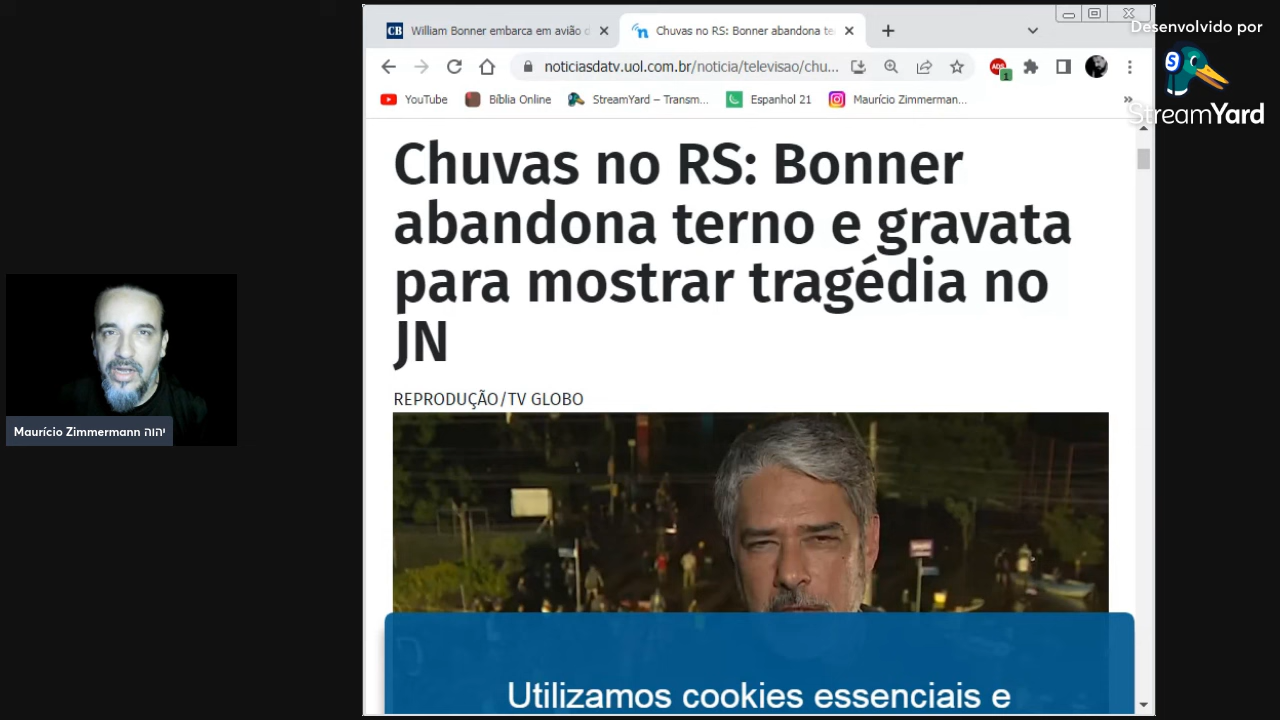 William Bonner embarca em avião d
Chuvas no RS: Bonner abandona te
noticiasdatv.uol.com.br/noticia/televisao/chu...
ADS
1
YouTube
Bíblia Online
StreamYard – Transm...
Espanhol 21
Maurício Zimmerman...
»
Desenvolvido por
StreamYard
Chuvas no RS: Bonner
abandona terno e gravata
para mostrar tragédia no
JN
REPRODUÇÃO/TV GLOBO
Maurício Zimmermann יהוה
Utilizamos cookies essenciais e